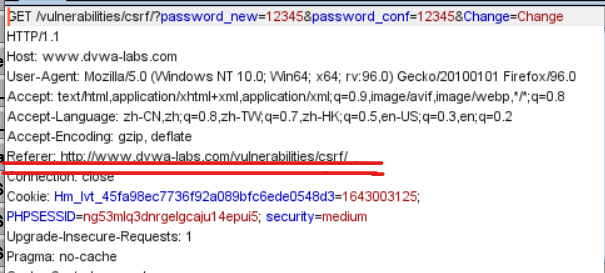 GET /vulnerabilities/csrf/?password_new=12345&password_conf=12345&Change=Change
HTTP/1.1
Host: www.dvwa-labs.com
User-Agent: Mozilla/5.0 (Windows NT 10.0; Win64; x64; rv:96.0) Gecko/20100101 Firefox/96.0
Accept: text/html,application/xhtml+xml,application/xml;q=0.9,image/avif,image/webp,*/*;q=0.8
Accept-Language: zh-CN,zh;q=0.8,zh-TW;q=0.7,zh-HK;q=0.5,en-US;q=0.3,en;q=0.2
Accept-Encoding: gzip, deflate
Referer: http://www.dvwa-labs.com/vulnerabilities/csrf/
Connection: close
Cookie: Hm_lvt_45fa98ec7736f92a089bfc6ede0548d3=1643003125;
PHPSESSID=ng53mlq3dnrgelgcaju14epui5; security=medium
Upgrade-Insecure-Requests: 1
Pragma: no-cache